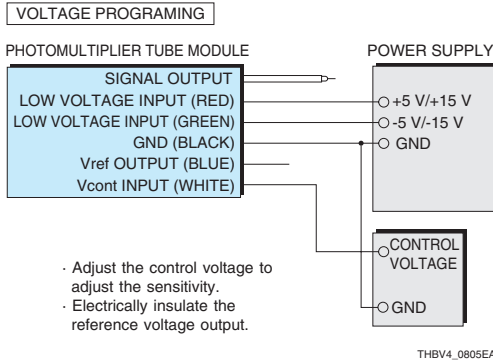 VOLTAGE PROGRAMING
PHOTOMULTIPLIER TUBE MODULE
POWER SUPPLY
SIGNAL OUTPUT
LOW VOLTAGE INPUT (RED)
+5 V/+15 V
LOW VOLTAGE INPUT (GREEN)
-5 V/-15 V
GND (BLACK)
GND
Vref OUTPUT (BLUE)
Vcont INPUT (WHITE)
CONTROL
VOLTAGE
GND
· Adjust the control voltage to
adjust the sensitivity.
· Electrically insulate the
reference voltage output.
THBV4_0805EA